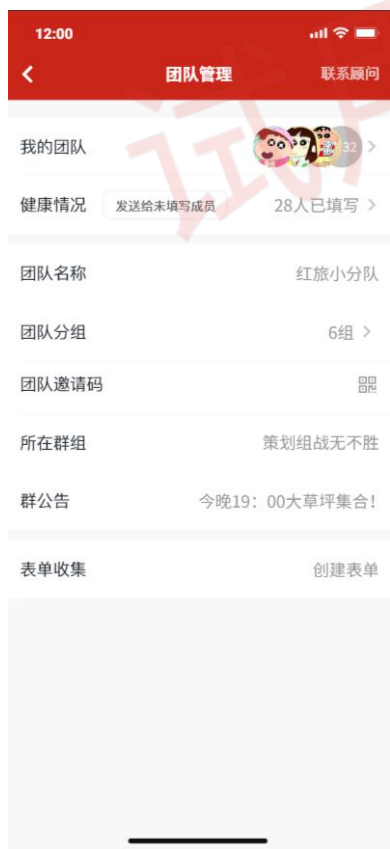 12:00
团队管理 联系顾问
我的团队 32
健康情况 发送给未填写成员 28人已填写
团队名称 红旅小分队
团队分组 6组
团队邀请码
所在群组 策划组战无不胜
群公告 今晚19：00大草坪集合！
表单收集 创建表单